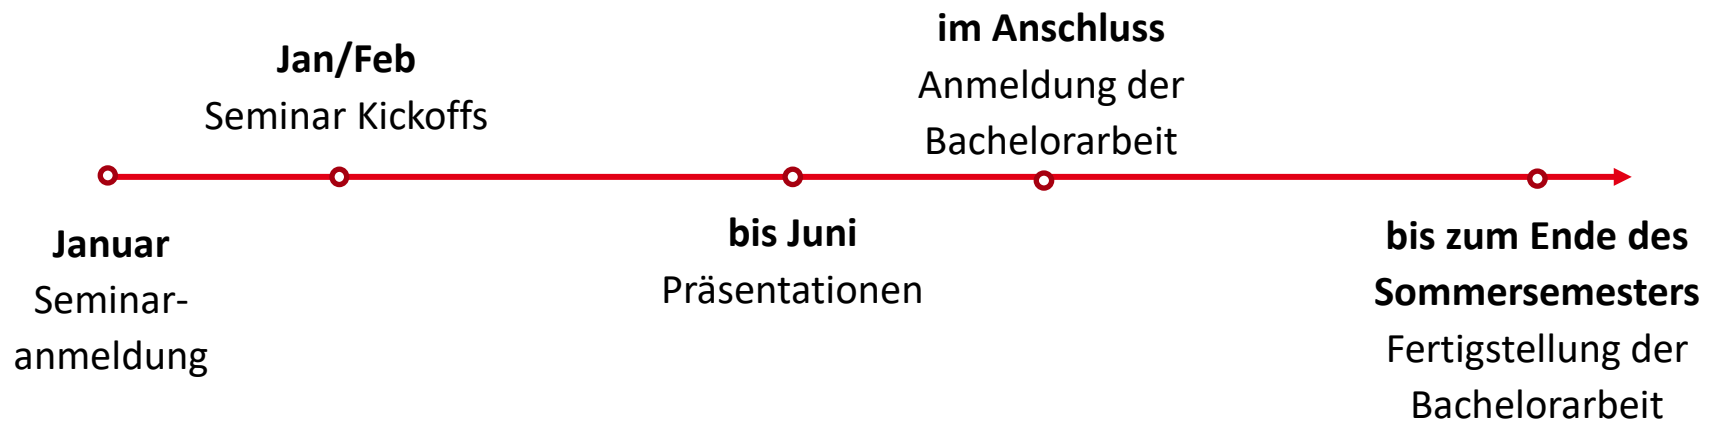 Januar
Seminar-
anmeldung
Jan/Feb
Seminar Kickoffs
bis Juni
Präsentationen
im Anschluss
Anmeldung der
Bachelorarbeit
bis zum Ende des
Sommersemesters
Fertigstellung der
Bachelorarbeit